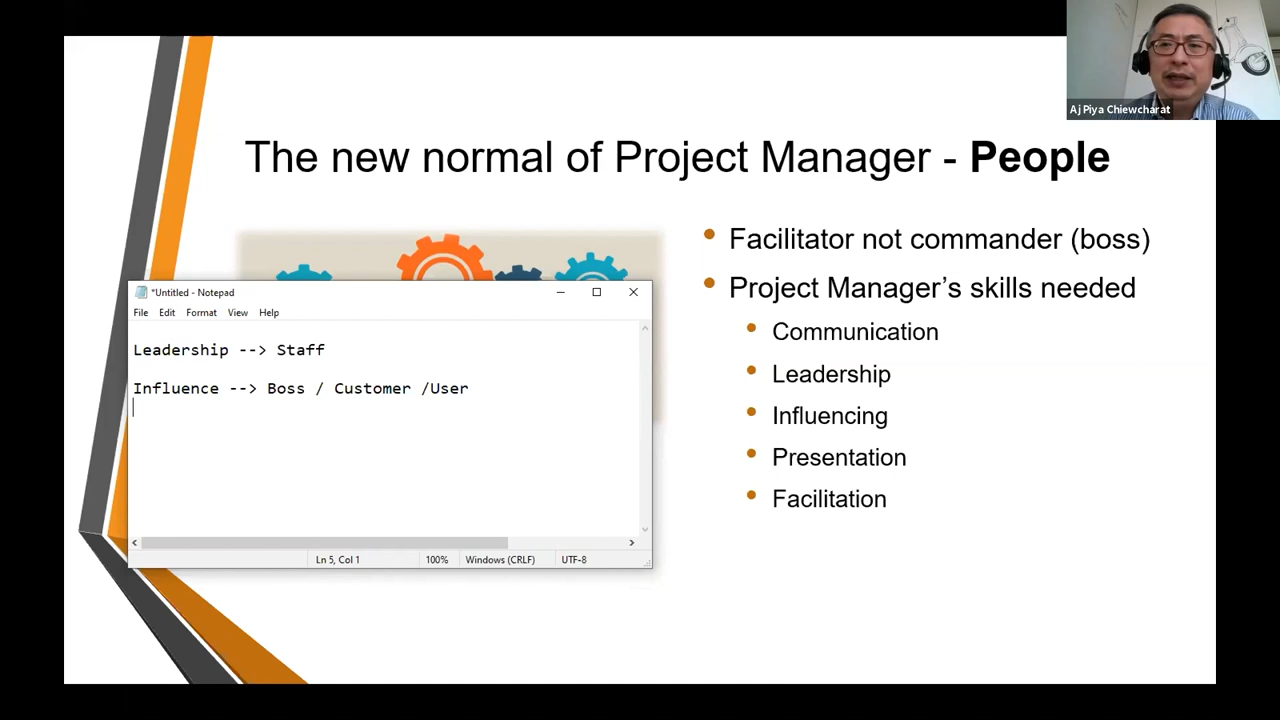 Aj Piya Chiewcharat
The new normal of Project Manager - People
Facilitator not commander (boss)
Project Manager's skills needed
Communication
Leadership
Influencing
Presentation
Facilitation
*Untitled - Notepad
File Edit Format View Help
Leadership --> Staff
Influence --> Boss / Customer /User
Ln 5, Col 1 100% Windows (CRLF) UTF-8